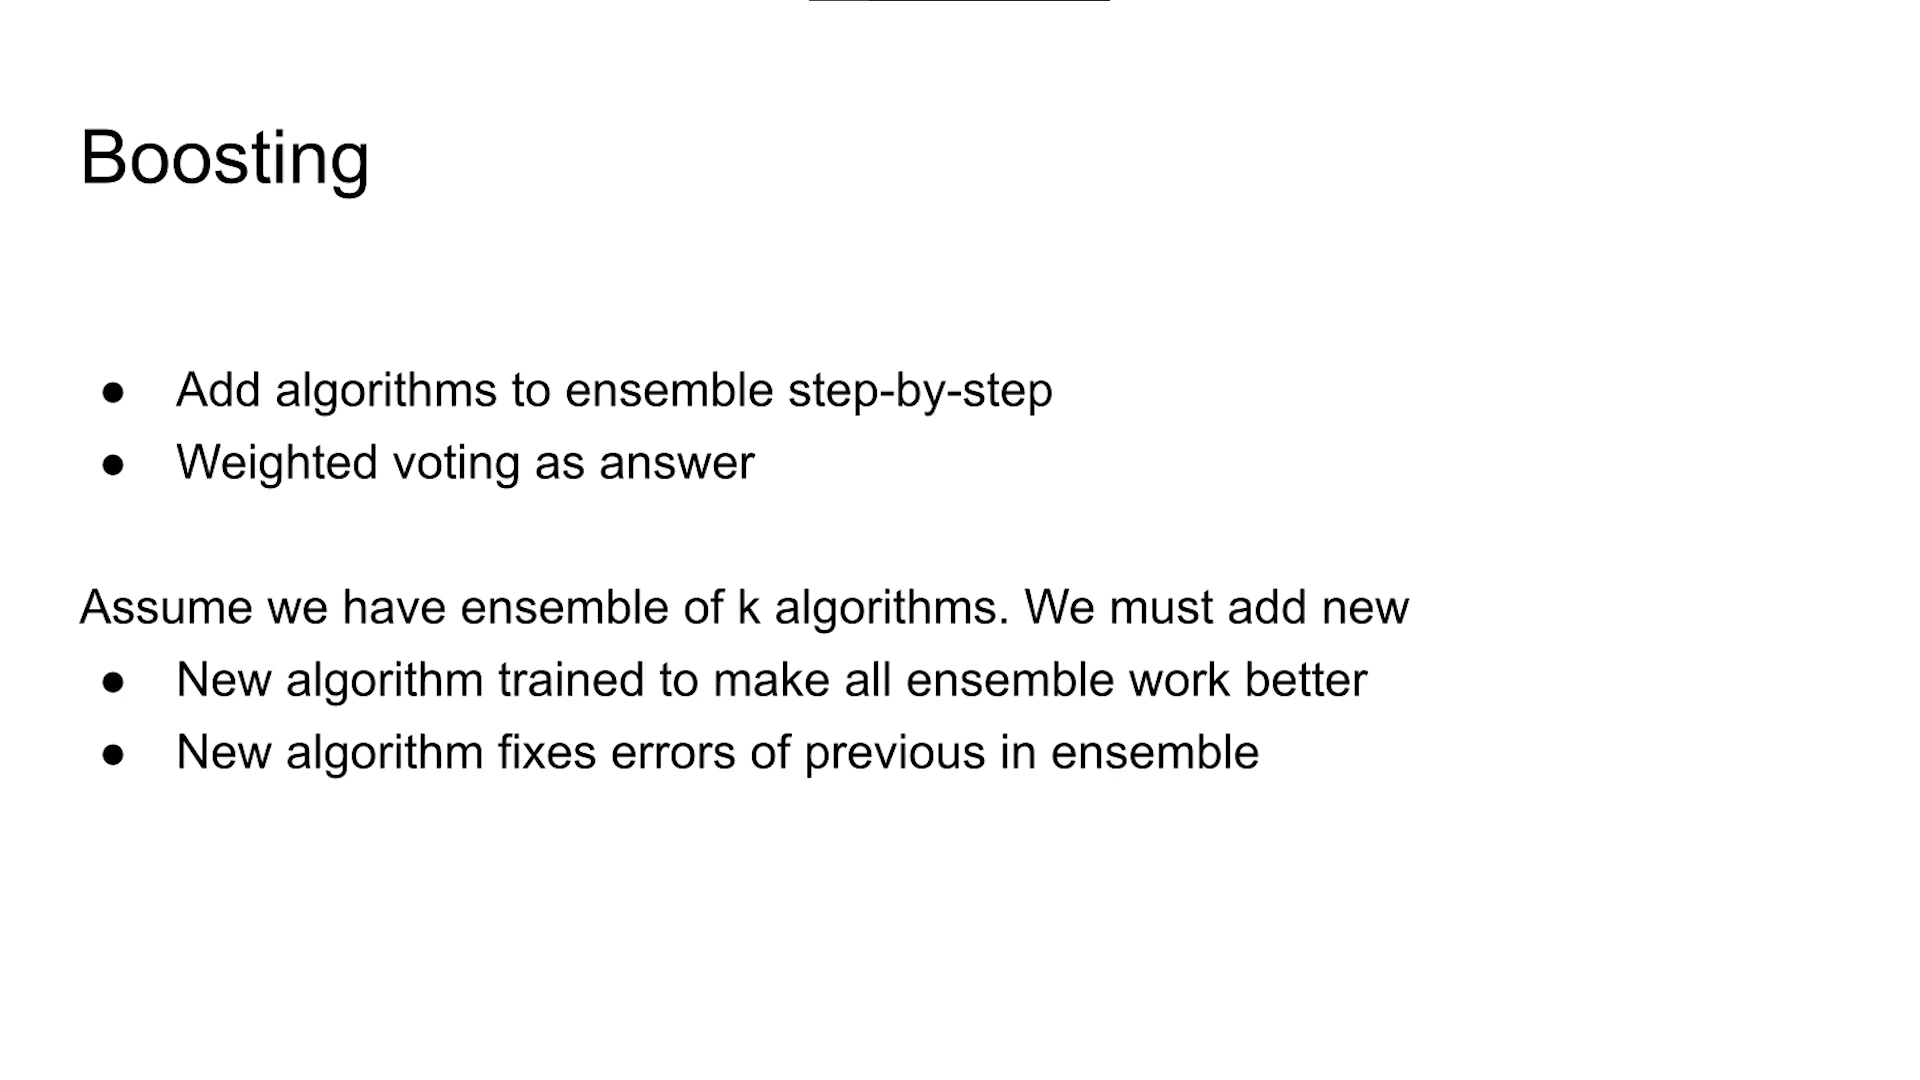 Boosting
● Add algorithms to ensemble step-by-step
● Weighted voting as answer
Assume we have ensemble of k algorithms. We must add new
● New algorithm trained to make all ensemble work better
● New algorithm fixes errors of previous in ensemble